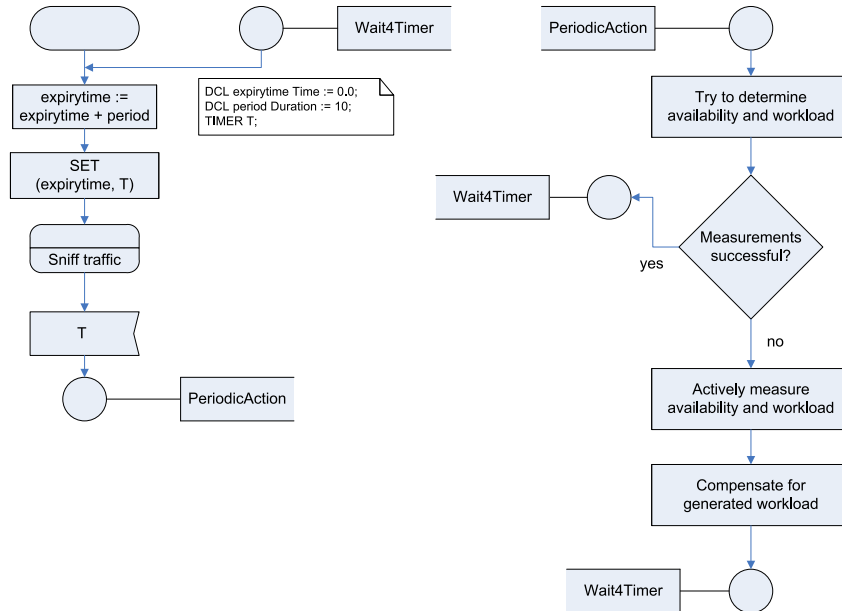 Wait4Timer
DCL expirytime Time := 0.0;
DCL period Duration := 10;
TIMER T;
expirytime :=
expirytime + period
SET
(expirytime, T)
Sniff traffic
T
PeriodicAction
PeriodicAction
Try to determine
availability and workload
Measurements
successful?
yes
Wait4Timer
no
Actively measure
availability and workload
Compensate for
generated workload
Wait4Timer